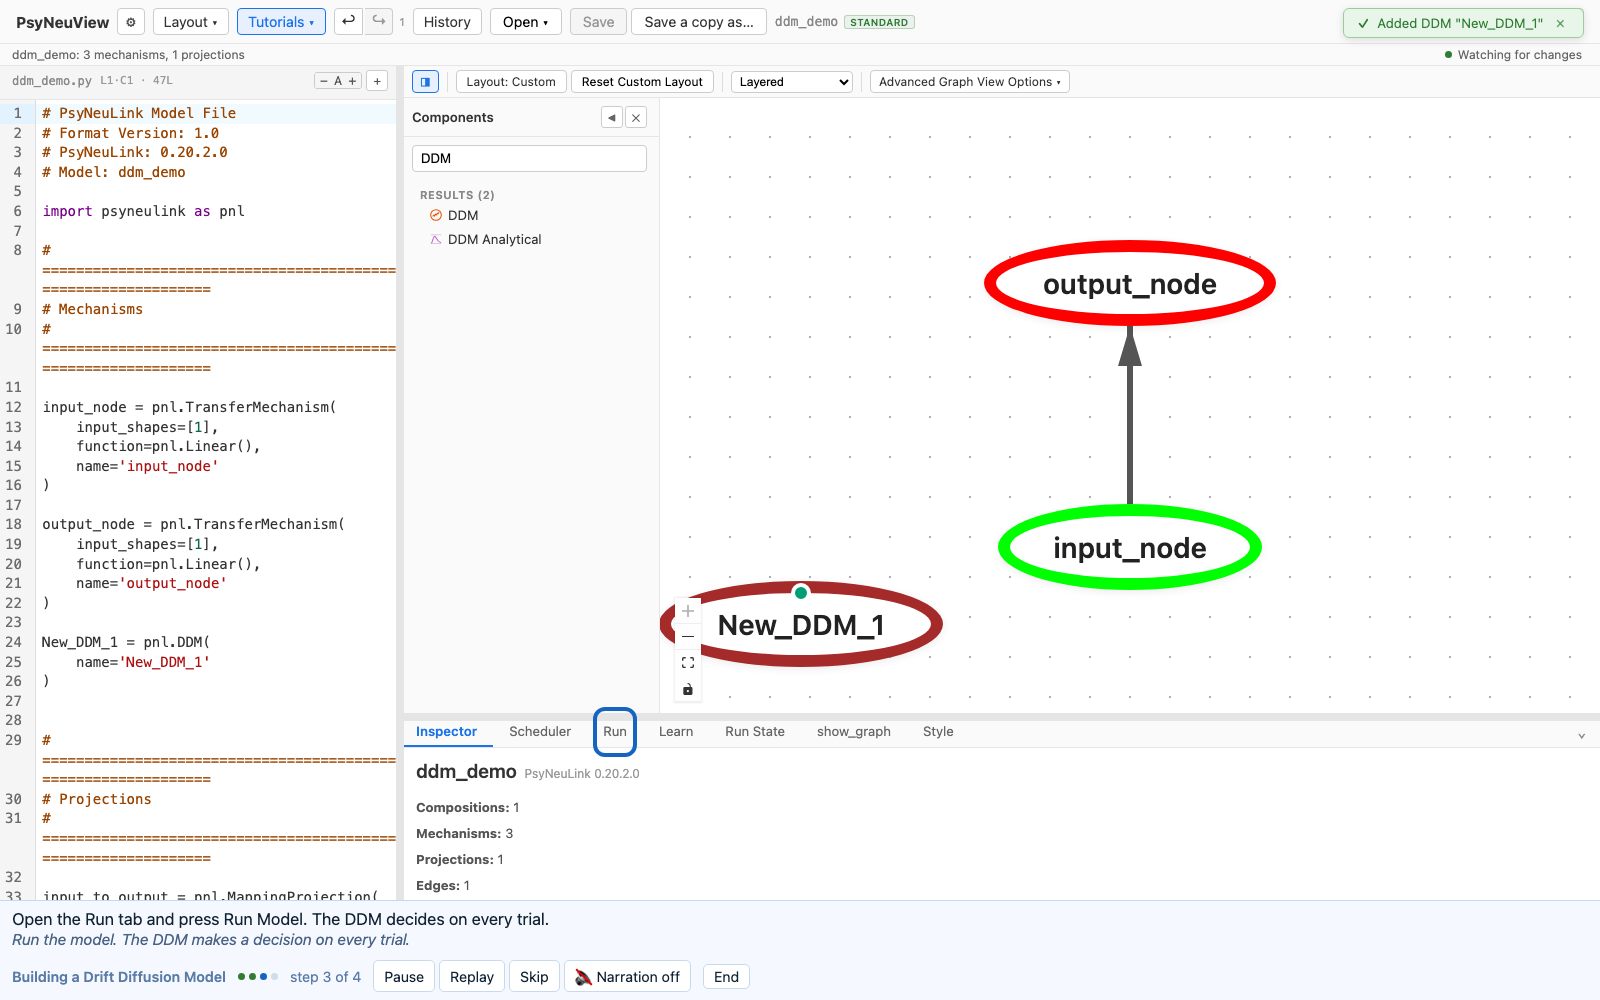 PsyNeuView ⚙ Layout ▾ Tutorials ▾ ↩ ↪ 1 History Open ▾ Save Save a copy as... ddm_demo STANDARD
✓ Added DDM "New_DDM_1" ×
ddm_demo: 3 mechanisms, 1 projections
Watching for changes
ddm_demo.py L1·C1 · 47L − A + +
Layout: Custom Reset Custom Layout Layered Advanced Graph View Options ▾
1 # PsyNeuLink Model File
2 # Format Version: 1.0
3 # PsyNeuLink: 0.20.2.0
4 # Model: ddm_demo
5
6 import psyneulink as pnl
7
8 #
==========================================
====================
9 # Mechanisms
10 #
==========================================
====================
11
12 input_node = pnl.TransferMechanism(
13 input_shapes=[1],
14 function=pnl.Linear(),
15 name='input_node'
16 )
17
18 output_node = pnl.TransferMechanism(
19 input_shapes=[1],
20 function=pnl.Linear(),
21 name='output_node'
22 )
23
24 New_DDM_1 = pnl.DDM(
25 name='New_DDM_1'
26 )
27
28
29 #
==========================================
====================
30 # Projections
31 #
==========================================
====================
32
33 input_to_output = pnl.MappingProjection(
Components ◀ ×
DDM
RESULTS (2)
DDM
DDM Analytical
output_node
input_node
New_DDM_1
Inspector Scheduler Run Learn Run State show_graph Style
ddm_demo PsyNeuLink 0.20.2.0
Compositions: 1
Mechanisms: 3
Projections: 1
Edges: 1
Open the Run tab and press Run Model. The DDM decides on every trial.
Run the model. The DDM makes a decision on every trial.
Building a Drift Diffusion Model step 3 of 4 Pause Replay Skip Narration off End